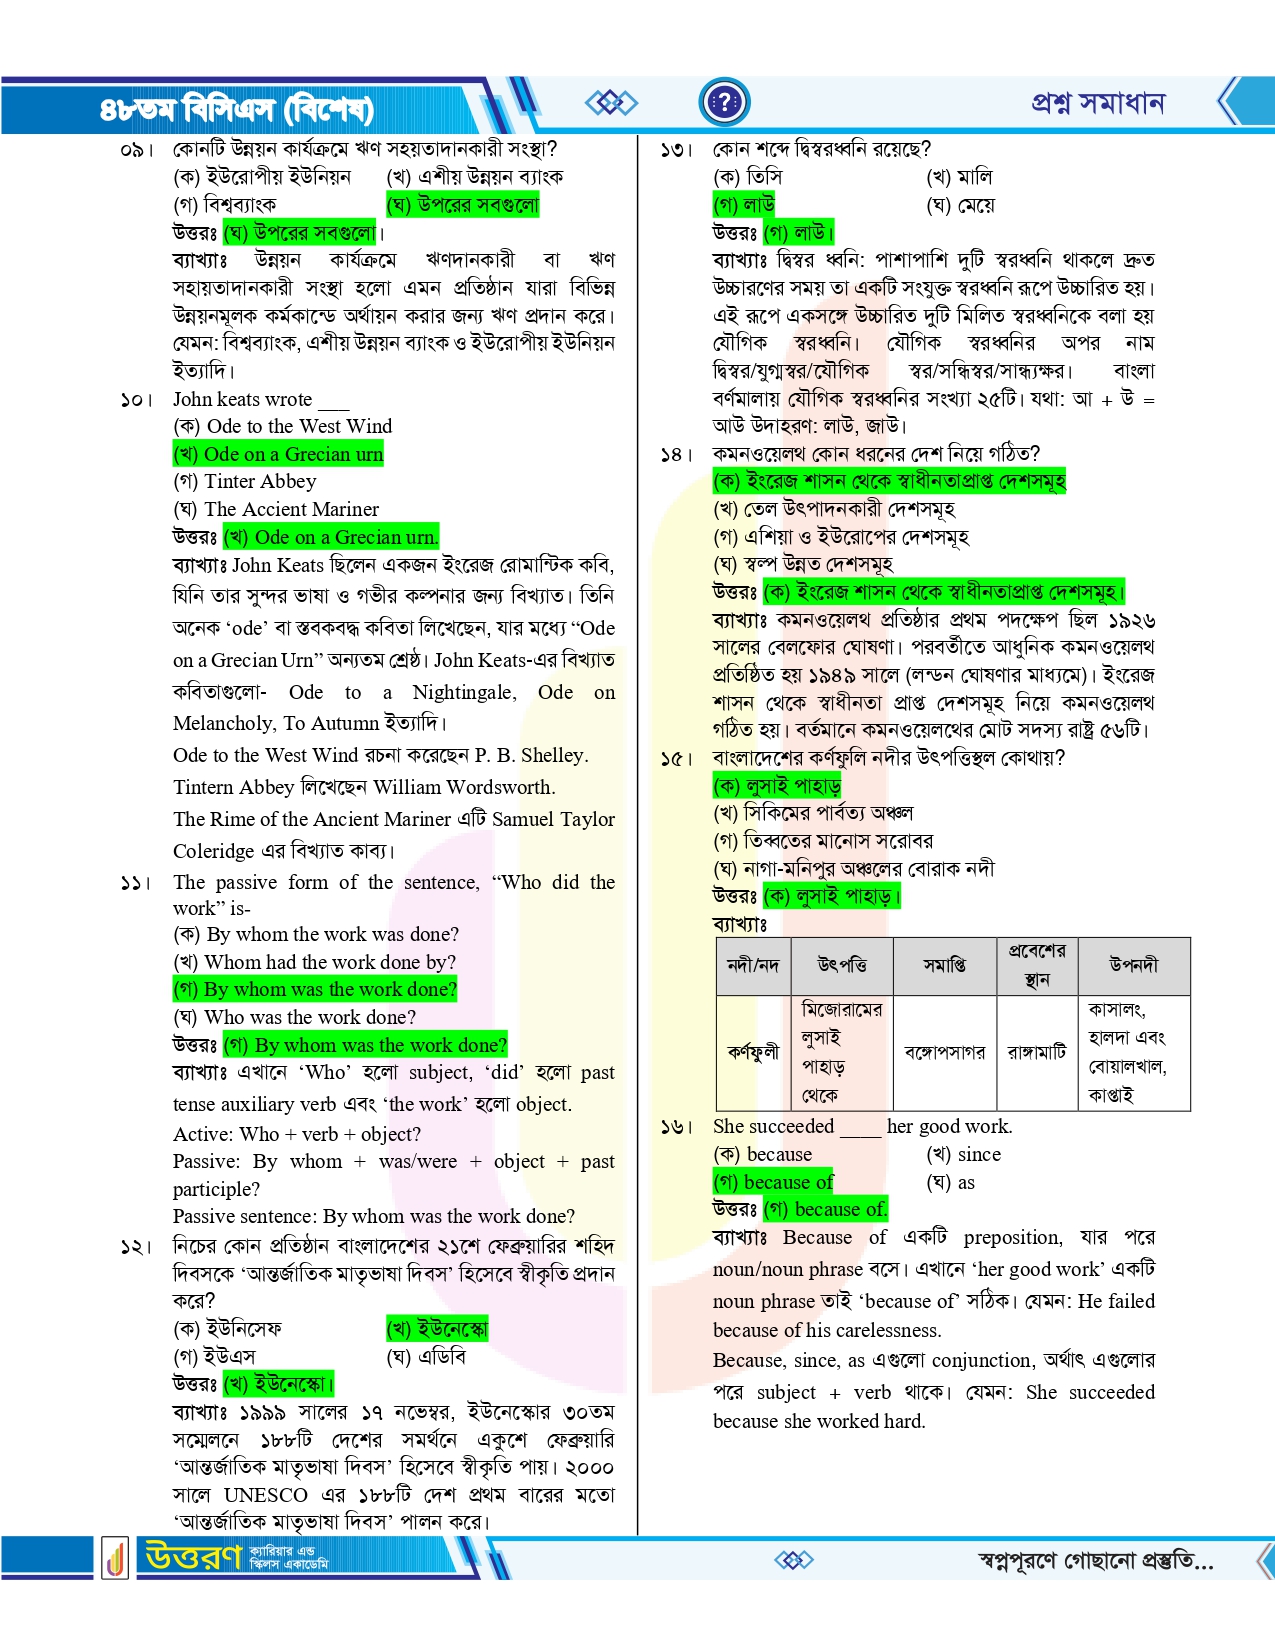 ৪৮তম বিসিএস (বিশেষ)
প্রশ্ন সমাধান
০৯। কোনটি উন্নয়ন কার্যক্রমে ঋণ সহয়তাদানকারী সংস্থা?
(ক) ইউরোপীয় ইউনিয়ন (খ) এশীয় উন্নয়ন ব্যাংক
(গ) বিশ্বব্যাংক (ঘ) উপরের সবগুলো
উত্তরঃ (ঘ) উপরের সবগুলো।
ব্যাখ্যাঃ উন্নয়ন কার্যক্রমে ঋণদানকারী বা ঋণ
সহায়তাদানকারী সংস্থা হলো এমন প্রতিষ্ঠান যারা বিভিন্ন
উন্নয়নমূলক কর্মকান্ডে অর্থায়ন করার জন্য ঋণ প্রদান করে।
যেমন: বিশ্বব্যাংক, এশীয় উন্নয়ন ব্যাংক ও ইউরোপীয় ইউনিয়ন
ইত্যাদি।
১০। John keats wrote ___
(ক) Ode to the West Wind
(খ) Ode on a Grecian urn
(গ) Tinter Abbey
(ঘ) The Accient Mariner
উত্তরঃ (খ) Ode on a Grecian urn.
ব্যাখ্যাঃ John Keats ছিলেন একজন ইংরেজ রোমান্টিক কবি,
যিনি তার সুন্দর ভাষা ও গভীর কল্পনার জন্য বিখ্যাত। তিনি
অনেক ‘ode’ বা স্তবকবদ্ধ কবিতা লিখেছেন, যার মধ্যে “Ode
on a Grecian Urn” অন্যতম শ্রেষ্ঠ। John Keats-এর বিখ্যাত
কবিতাগুলো- Ode to a Nightingale, Ode on
Melancholy, To Autumn ইত্যাদি।
Ode to the West Wind রচনা করেছেন P. B. Shelley.
Tintern Abbey লিখেছেন William Wordsworth.
The Rime of the Ancient Mariner এটি Samuel Taylor
Coleridge এর বিখ্যাত কাব্য।
১১। The passive form of the sentence, “Who did the
work” is-
(ক) By whom the work was done?
(খ) Whom had the work done by?
(গ) By whom was the work done?
(ঘ) Who was the work done?
উত্তরঃ (গ) By whom was the work done?
ব্যাখ্যাঃ এখানে ‘Who’ হলো subject, ‘did’ হলো past
tense auxiliary verb এবং ‘the work’ হলো object.
Active: Who + verb + object?
Passive: By whom + was/were + object + past
participle?
Passive sentence: By whom was the work done?
১২। নিচের কোন প্রতিষ্ঠান বাংলাদেশের ২১শে ফেব্রুয়ারির শহিদ
দিবসকে ‘আন্তর্জাতিক মাতৃভাষা দিবস’ হিসেবে স্বীকৃতি প্রদান
করে?
(ক) ইউনিসেফ (খ) ইউনেস্কো
(গ) ইউএস (ঘ) এডিবি
উত্তরঃ (খ) ইউনেস্কো।
ব্যাখ্যাঃ ১৯৯৯ সালের ১৭ নভেম্বর, ইউনেস্কোর ৩০তম
সম্মেলনে ১৮৮টি দেশের সমর্থনে একুশে ফেব্রুয়ারি
‘আন্তর্জাতিক মাতৃভাষা দিবস’ হিসেবে স্বীকৃতি পায়। ২০০০
সালে UNESCO এর ১৮৮টি দেশ প্রথম বারের মতো
‘আন্তর্জাতিক মাতৃভাষা দিবস’ পালন করে।
১৩। কোন শব্দে দ্বিস্বরধ্বনি রয়েছে?
(ক) তিসি (খ) মালি
(গ) লাউ (ঘ) মেয়ে
উত্তরঃ (গ) লাউ।
ব্যাখ্যাঃ দ্বিস্বর ধ্বনি: পাশাপাশি দুটি স্বরধ্বনি থাকলে দ্রুত
উচ্চারণের সময় তা একটি সংযুক্ত স্বরধ্বনি রূপে উচ্চারিত হয়।
এই রূপে একসঙ্গে উচ্চারিত দুটি মিলিত স্বরধ্বনিকে বলা হয়
যৌগিক স্বরধ্বনি। যৌগিক স্বরধ্বনির অপর নাম
দ্বিস্বর/যুগ্মস্বর/যৌগিক স্বর/সন্ধিস্বর/সান্ধ্যক্ষর। বাংলা
বর্ণমালায় যৌগিক স্বরধ্বনির সংখ্যা ২৫টি। যথা: আ + উ =
আউ উদাহরণ: লাউ, জাউ।
১৪। কমনওয়েলথ কোন ধরনের দেশ নিয়ে গঠিত?
(ক) ইংরেজ শাসন থেকে স্বাধীনতাপ্রাপ্ত দেশসমূহ
(খ) তেল উৎপাদনকারী দেশসমূহ
(গ) এশিয়া ও ইউরোপের দেশসমূহ
(ঘ) স্বল্প উন্নত দেশসমূহ
উত্তরঃ (ক) ইংরেজ শাসন থেকে স্বাধীনতাপ্রাপ্ত দেশসমূহ।
ব্যাখ্যাঃ কমনওয়েলথ প্রতিষ্ঠার প্রথম পদক্ষেপ ছিল ১৯২৬
সালের বেলফোর ঘোষণা। পরবর্তীতে আধুনিক কমনওয়েলথ
প্রতিষ্ঠিত হয় ১৯৪৯ সালে (লন্ডন ঘোষণার মাধ্যমে)। ইংরেজ
শাসন থেকে স্বাধীনতা প্রাপ্ত দেশসমূহ নিয়ে কমনওয়েলথ
গঠিত হয়। বর্তমানে কমনওয়েলথের মোট সদস্য রাষ্ট্র ৫৬টি।
১৫। বাংলাদেশের কর্ণফুলি নদীর উৎপত্তিস্থল কোথায়?
(ক) লুসাই পাহাড়
(খ) সিকিমের পার্বত্য অঞ্চল
(গ) তিব্বতের মানোস সরোবর
(ঘ) নাগা-মনিপুর অঞ্চলের বোরাক নদী
উত্তরঃ (ক) লুসাই পাহাড়।
ব্যাখ্যাঃ
নদী/নদ উৎপত্তি সমাপ্তি প্রবেশের স্থান উপনদী
কর্ণফুলী মিজোরামের লুসাই পাহাড় থেকে বঙ্গোপসাগর রাঙ্গামাটি কাসালং, হালদা এবং বোয়ালখাল, কাপ্তাই
১৬। She succeeded ____ her good work.
(ক) because (খ) since
(গ) because of (ঘ) as
উত্তরঃ (গ) because of.
ব্যাখ্যাঃ Because of একটি preposition, যার পরে
noun/noun phrase বসে। এখানে ‘her good work’ একটি
noun phrase তাই ‘because of’ সঠিক। যেমন: He failed
because of his carelessness.
Because, since, as এগুলো conjunction, অর্থাৎ এগুলোর
পরে subject + verb থাকে। যেমন: She succeeded
because she worked hard.
উত্তরণ ক্যারিয়ার এন্ড
স্কিলস একাডেমি
স্বপ্নপূরণে গোছানো প্রস্তুতি...